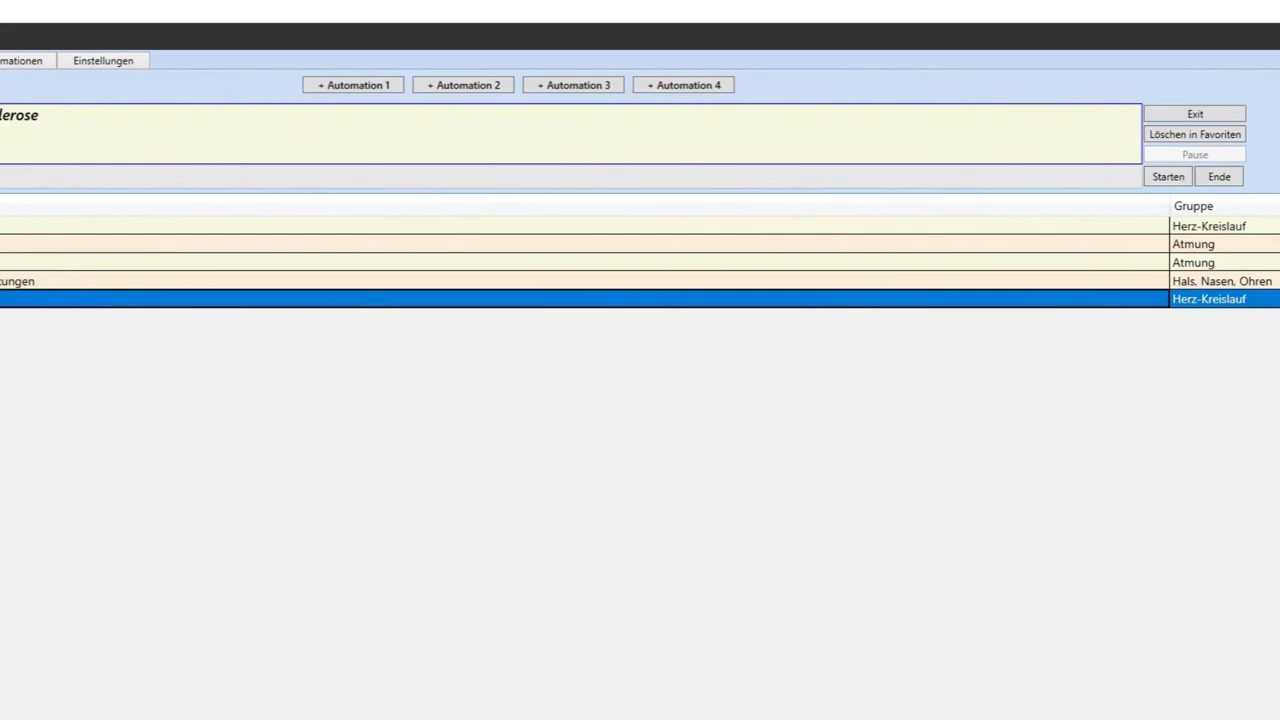 mationen Einstellungen
+ Automation 1 + Automation 2 + Automation 3 + Automation 4
lerose
Exit
Löschen in Favoriten
Pause
Starten Ende
Gruppe
Herz-Kreislauf
Atmung
Atmung
kungen Hals, Nasen, Ohren
Herz-Kreislauf